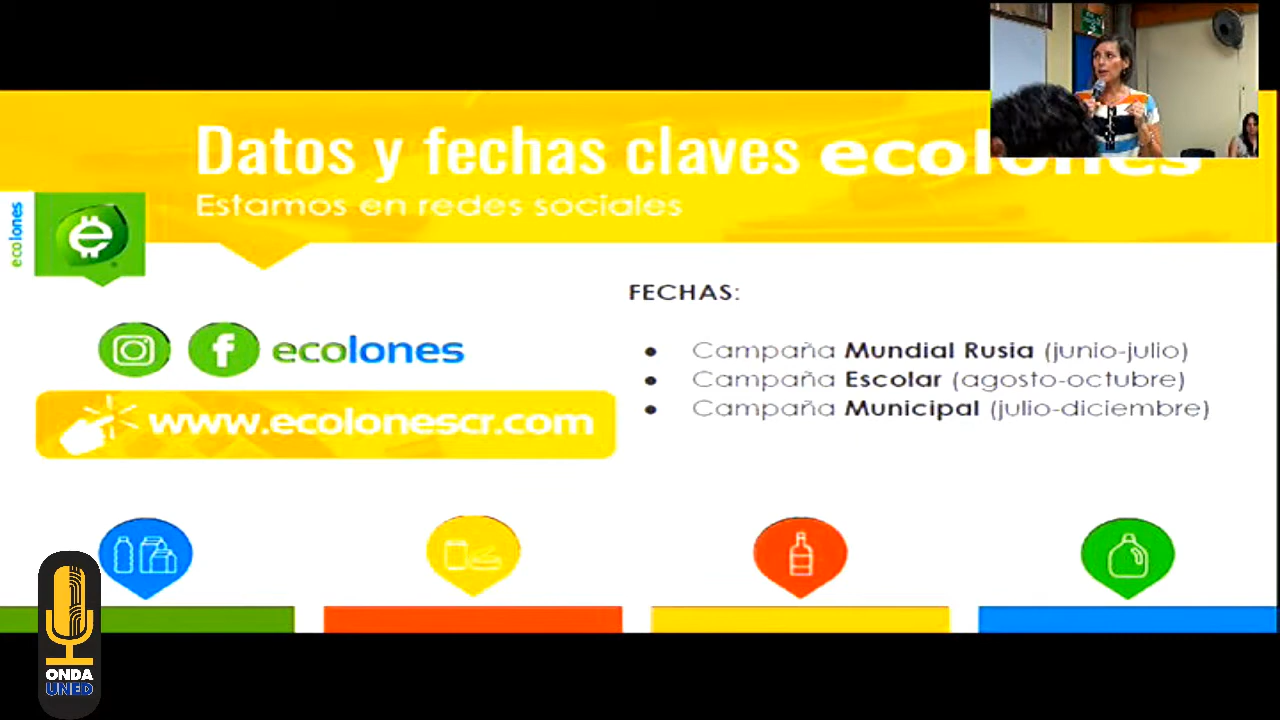 Datos y fechas claves ecolones
Estamos en redes sociales
ecolones
e
FECHAS:
ecolones
• Campaña Mundial Rusia (junio-julio)
• Campaña Escolar (agosto-octubre)
• Campaña Municipal (julio-diciembre)
www.ecolonescr.com
ONDA
UNED